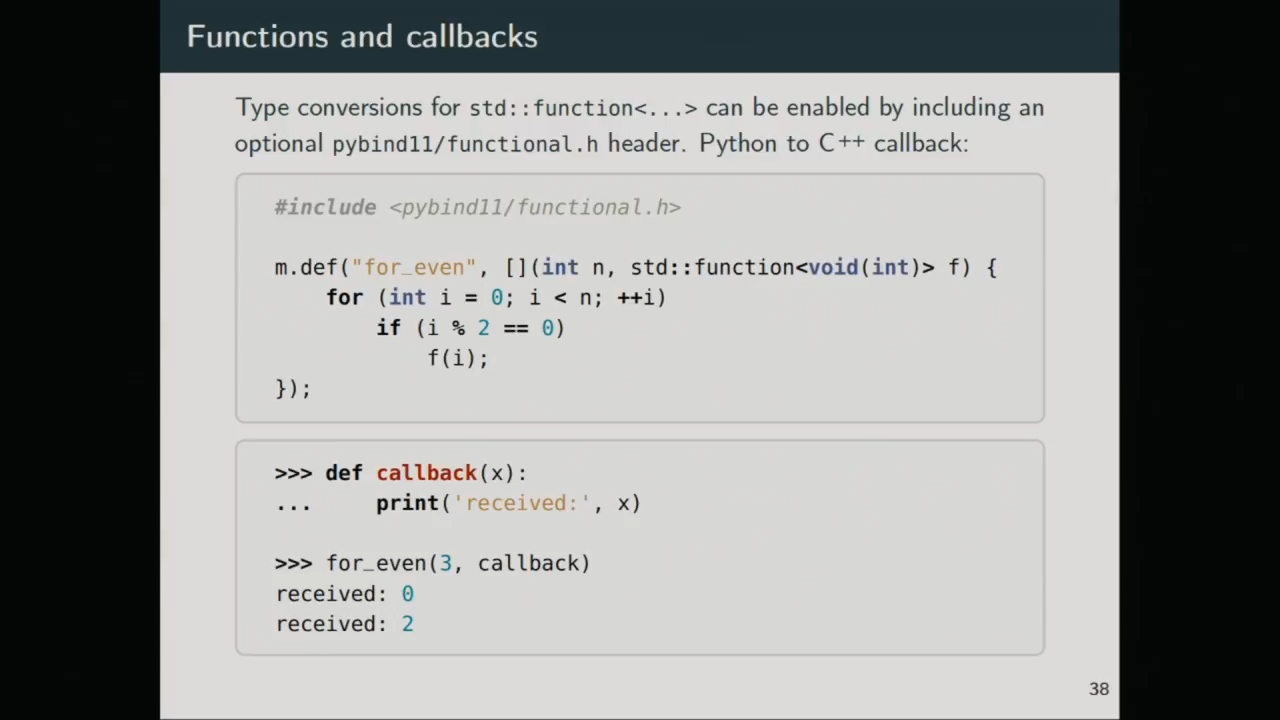 Functions and callbacks
Type conversions for std::function<...> can be enabled by including an
optional pybind11/functional.h header. Python to C++ callback:
#include <pybind11/functional.h>
m.def("for_even", [](int n, std::function<void(int)> f) {
    for (int i = 0; i < n; ++i)
        if (i % 2 == 0)
            f(i);
});
>>> def callback(x):
...     print('received:', x)
>>> for_even(3, callback)
received: 0
received: 2
38